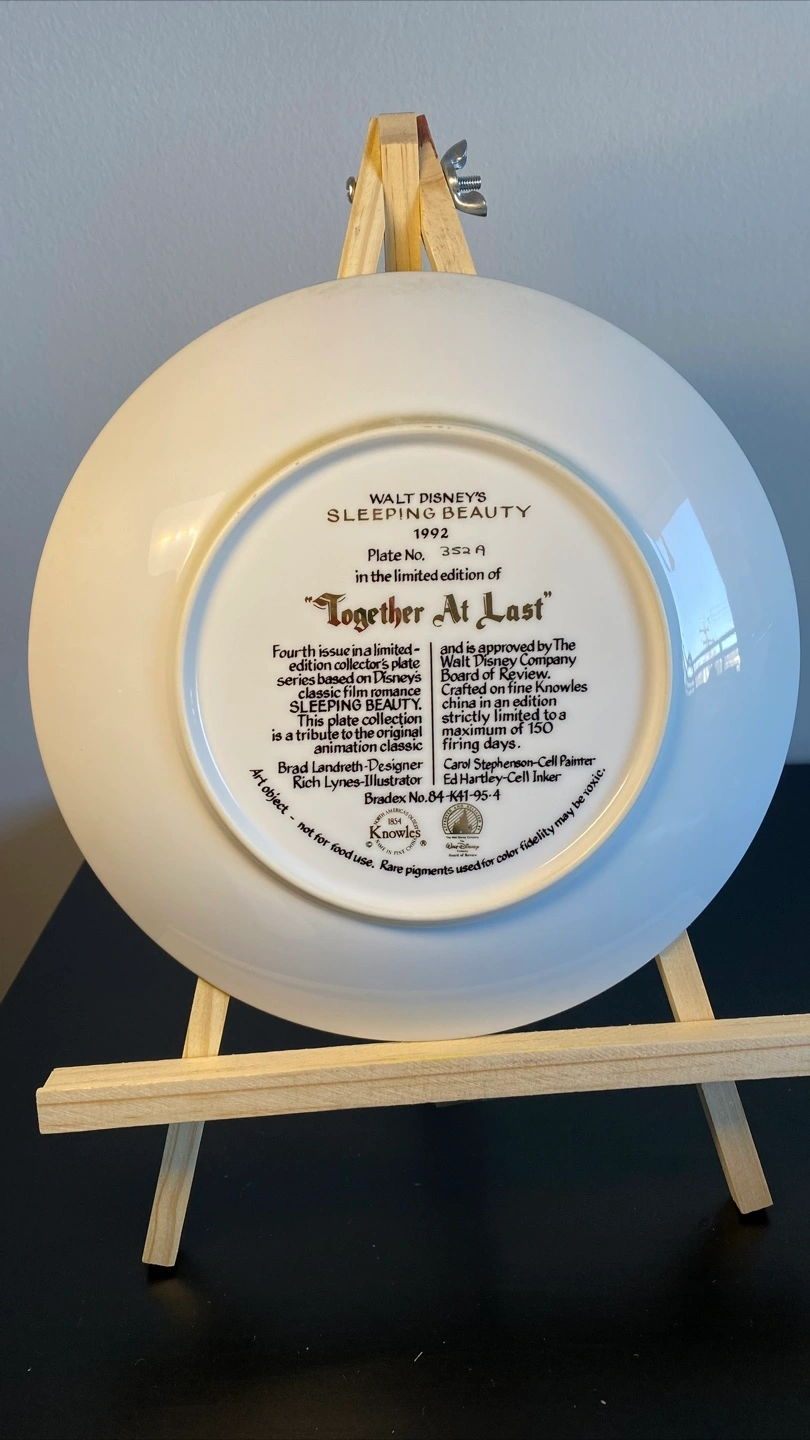 WALT DISNEY'S
SLEEPING BEAUTY
1992
Plate No. 352A
in the limited edition of
"Together At Last"
Fourth issue in a limited-
edition collector's plate
series based on Disney's
classic film romance
SLEEPING BEAUTY.
This plate collection
is a tribute to the original
animation classic
and is approved by The
Walt Disney Company
Board of Review.
Crafted on fine Knowles
china in an edition
strictly limited to a
maximum of 150
firing days.
Brad Landreth-Designer
Rich Lynes-Illustrator
Carol Stephenson-Cell Painter
Ed Hartley-Cell Inker
Bradex No. 84-K41-95·4
1854
Knowles
© ®
Walt Disney
Board of Review
Art object - not for food use. Rare pigments used for color fidelity may be toxic.